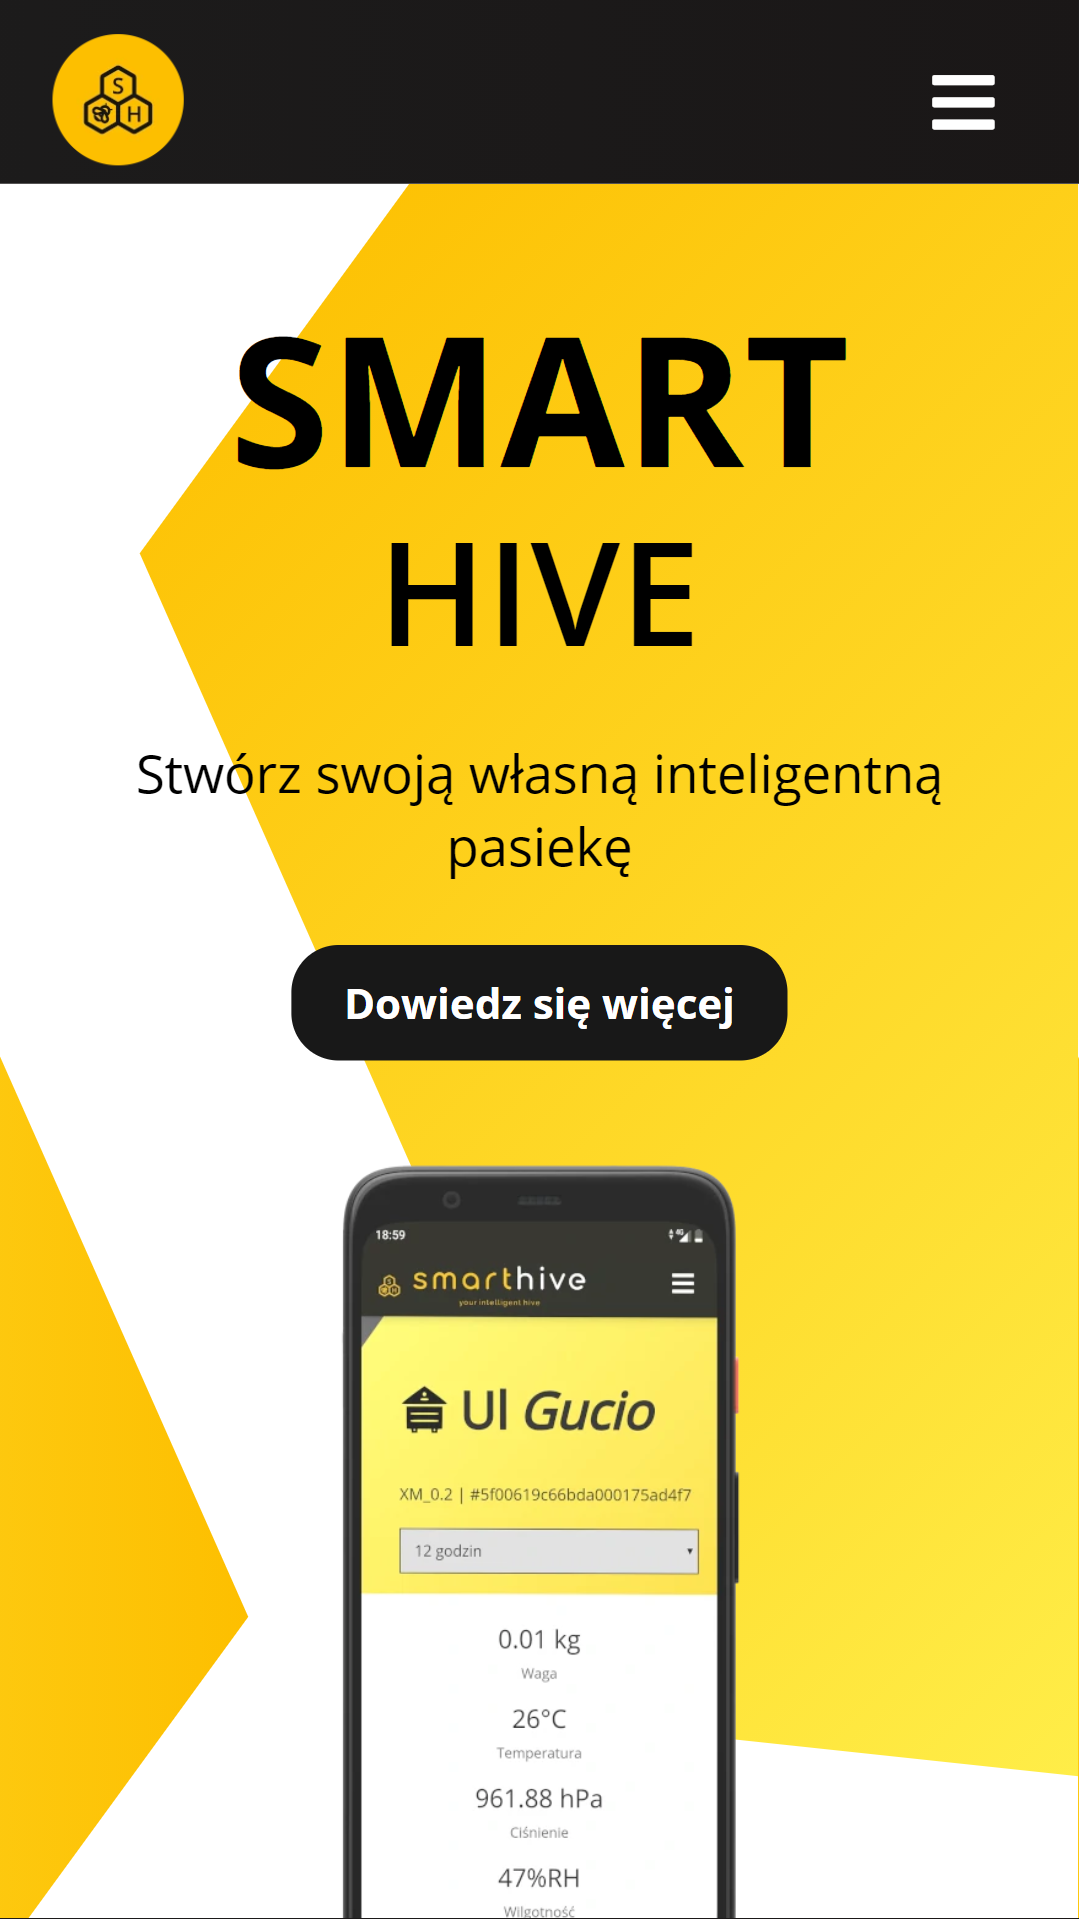 S
H
SMART
HIVE
Stwórz swoją własną inteligentną
pasiekę
Dowiedz się więcej
18:59
4G
S
H
smarthive
your intelligent hive
Ul Gucio
XM_0.2 | #5f00619c66bda000175ad4f7
12 godzin
0.01 kg
Waga
26°C
Temperatura
961.88 hPa
Ciśnienie
47%RH
Wilgotność